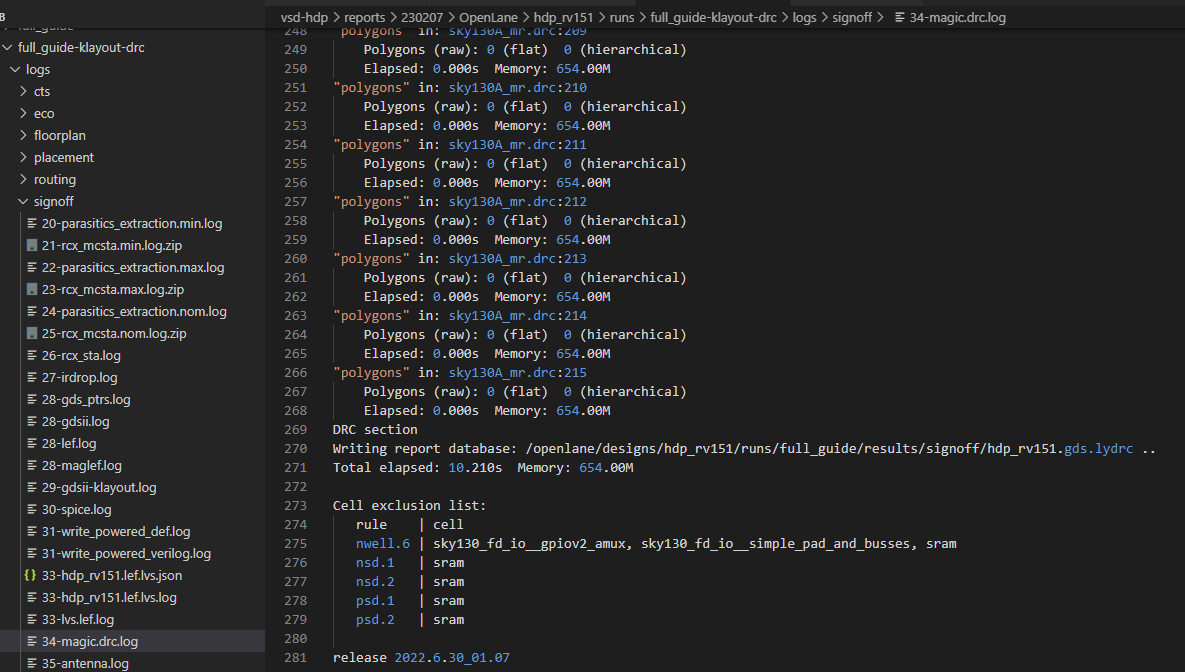 vsd-hdp > reports > 230207 > OpenLane > hdp_rv151 > runs > full_guide-klayout-drc > logs > signoff > 34-magic.drc.log
full_guide
full_guide-klayout-drc
logs
cts
eco
floorplan
placement
routing
signoff
20-parasitics_extraction.min.log
21-rcx_mcsta.min.log.zip
22-parasitics_extraction.max.log
23-rcx_mcsta.max.log.zip
24-parasitics_extraction.nom.log
25-rcx_mcsta.nom.log.zip
26-rcx_sta.log
27-irdrop.log
28-gds_ptrs.log
28-gdsii.log
28-lef.log
28-maglef.log
29-gdsii-klayout.log
30-spice.log
31-write_powered_def.log
31-write_powered_verilog.log
33-hdp_rv151.lef.lvs.json
33-hdp_rv151.lef.lvs.log
33-lvs.lef.log
34-magic.drc.log
35-antenna.log
248 "polygons" in: sky130A_mr.drc:209
249 Polygons (raw): 0 (flat)  0 (hierarchical)
250 Elapsed: 0.000s  Memory: 654.00M
251 "polygons" in: sky130A_mr.drc:210
252 Polygons (raw): 0 (flat)  0 (hierarchical)
253 Elapsed: 0.000s  Memory: 654.00M
254 "polygons" in: sky130A_mr.drc:211
255 Polygons (raw): 0 (flat)  0 (hierarchical)
256 Elapsed: 0.000s  Memory: 654.00M
257 "polygons" in: sky130A_mr.drc:212
258 Polygons (raw): 0 (flat)  0 (hierarchical)
259 Elapsed: 0.000s  Memory: 654.00M
260 "polygons" in: sky130A_mr.drc:213
261 Polygons (raw): 0 (flat)  0 (hierarchical)
262 Elapsed: 0.000s  Memory: 654.00M
263 "polygons" in: sky130A_mr.drc:214
264 Polygons (raw): 0 (flat)  0 (hierarchical)
265 Elapsed: 0.000s  Memory: 654.00M
266 "polygons" in: sky130A_mr.drc:215
267 Polygons (raw): 0 (flat)  0 (hierarchical)
268 Elapsed: 0.000s  Memory: 654.00M
269 DRC section
270 Writing report database: /openlane/designs/hdp_rv151/runs/full_guide/results/signoff/hdp_rv151.gds.lydrc ..
271 Total elapsed: 10.210s  Memory: 654.00M
272
273 Cell exclusion list:
274 rule    | cell
275 nwell.6 | sky130_fd_io__gpiov2_amux, sky130_fd_io__simple_pad_and_busses, sram
276 nsd.1   | sram
277 nsd.2   | sram
278 psd.1   | sram
279 psd.2   | sram
280
281 release 2022.6.30_01.07